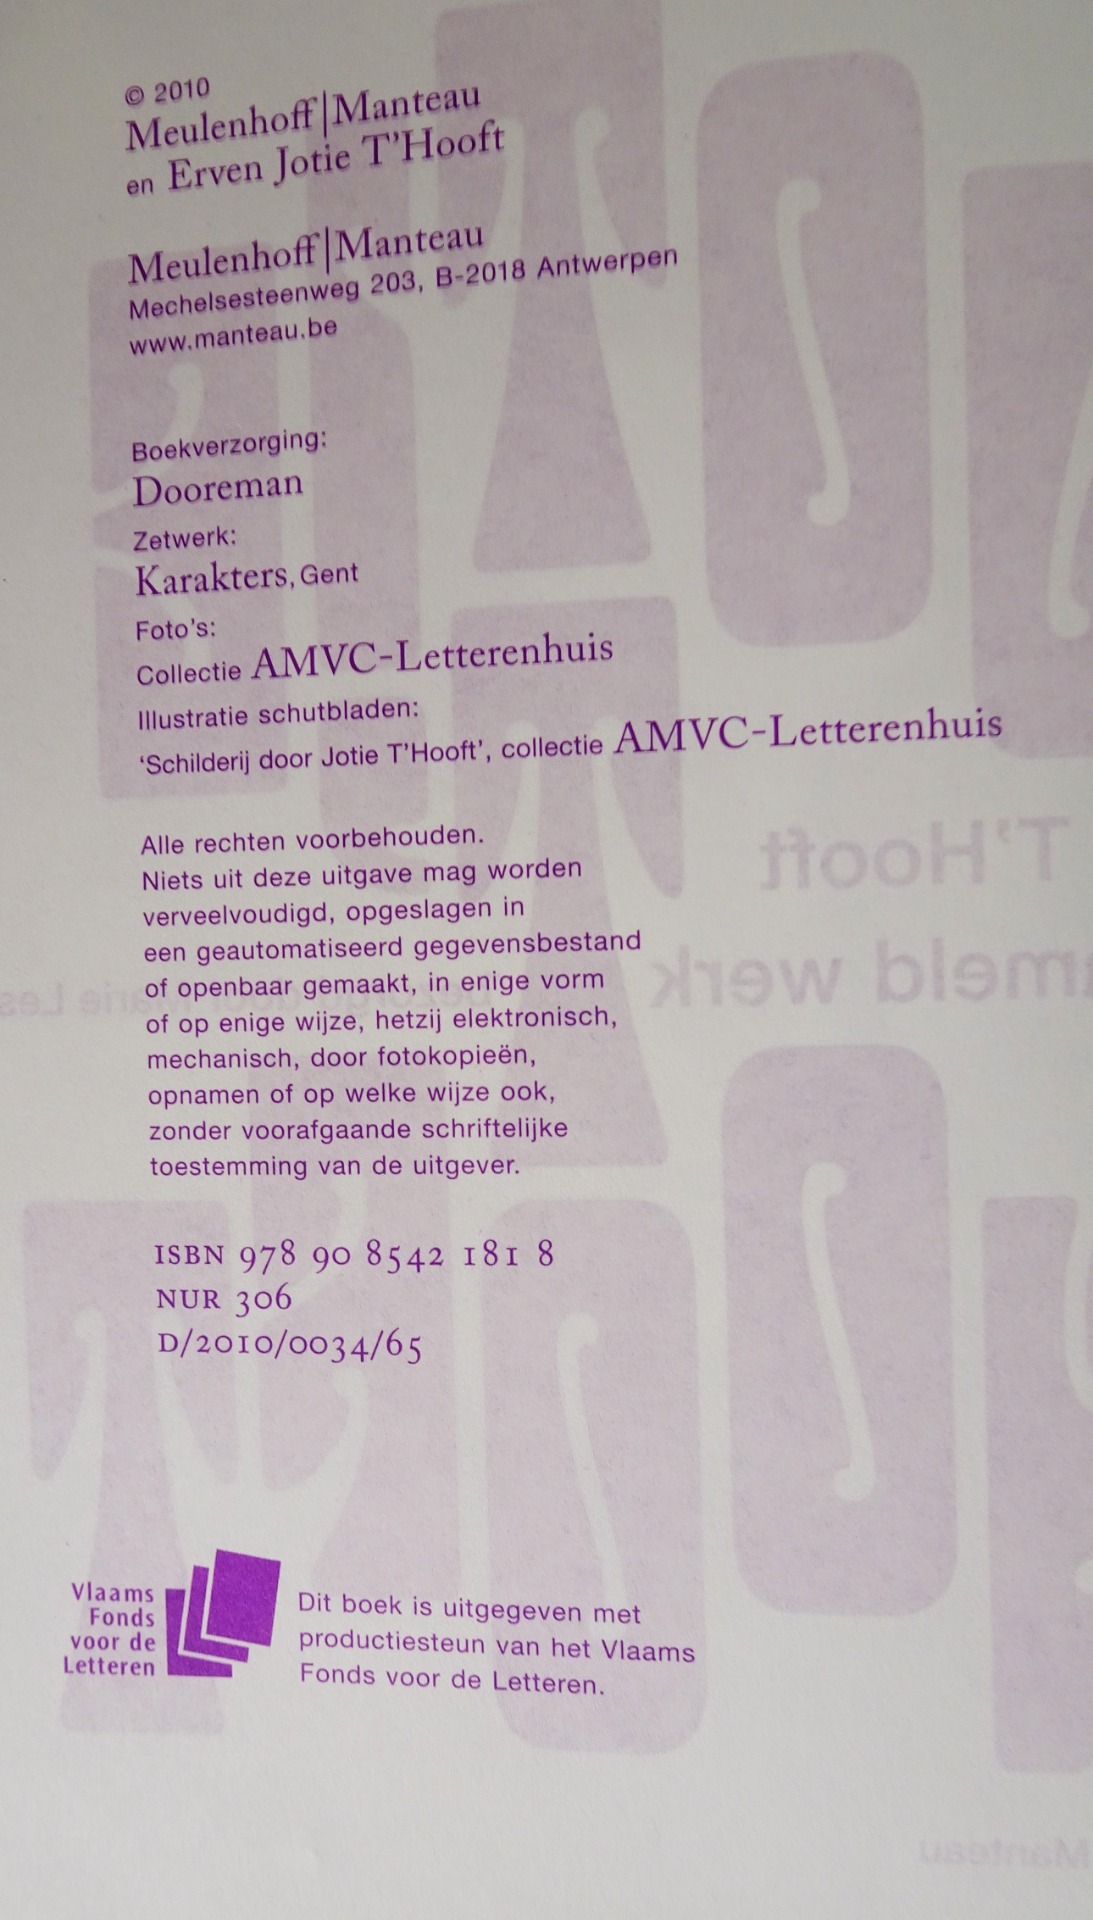 © 2010
Meulenhoff|Manteau
en Erven Jotie T'Hooft
Meulenhoff|Manteau
Mechelsesteenweg 203, B-2018 Antwerpen
www.manteau.be
Boekverzorging:
Dooreman
Zetwerk:
Karakters, Gent
Foto's:
Collectie AMVC-Letterenhuis
Illustratie schutbladen:
‘Schilderij door Jotie T'Hooft’, collectie AMVC-Letterenhuis
Alle rechten voorbehouden.
Niets uit deze uitgave mag worden
verveelvoudigd, opgeslagen in
een geautomatiseerd gegevensbestand
of openbaar gemaakt, in enige vorm
of op enige wijze, hetzij elektronisch,
mechanisch, door fotokopieën,
opnamen of op welke wijze ook,
zonder voorafgaande schriftelijke
toestemming van de uitgever.
ISBN 978 90 8542 181 8
NUR 306
D/2010/0034/65
Vlaams
Fonds
voor de
Letteren
Dit boek is uitgegeven met
productiesteun van het Vlaams
Fonds voor de Letteren.
T'Hooft
meld werk
Manteau